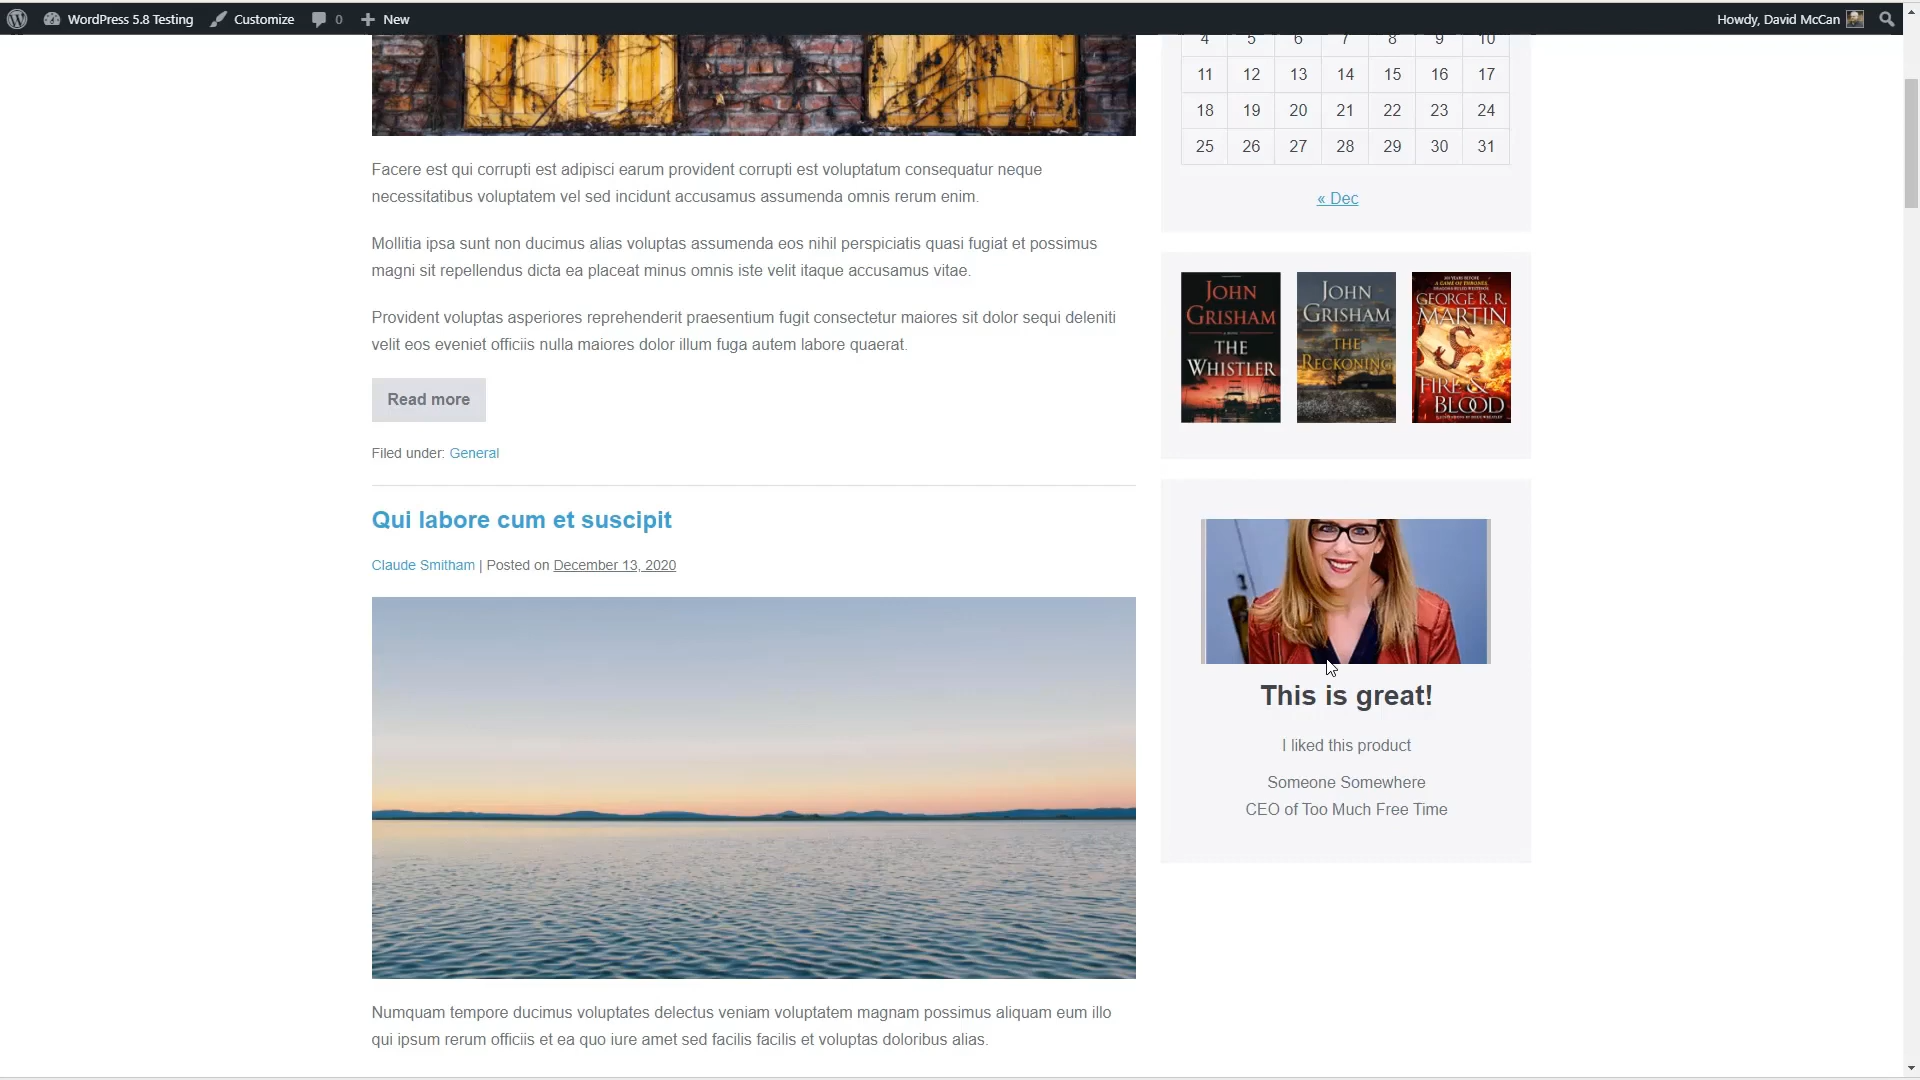 WordPress 5.8 Testing Customize 0 New Howdy, David McCan
Facere est qui corrupti est adipisci earum provident corrupti est voluptatum consequatur neque
necessitatibus voluptatem vel sed incidunt accusamus assumenda omnis rerum enim.
Mollitia ipsa sunt non ducimus alias voluptas assumenda eos nihil perspiciatis quasi fugiat et possimus
magni sit repellendus dicta ea placeat minus omnis iste velit itaque accusamus vitae.
Provident voluptas asperiores reprehenderit praesentium fugit consectetur maiores sit dolor sequi deleniti
velit eos eveniet officiis nulla maiores dolor illum fuga autem labore quaerat.
Read more
Filed under: General
Qui labore cum et suscipit
Claude Smitham | Posted on December 13, 2020
Numquam tempore ducimus voluptates delectus veniam voluptatem magnam possimus aliquam eum illo
qui ipsum rerum officiis et ea quo iure amet sed facilis facilis et voluptas doloribus alias.
4 5 6 7 8 9 10
11 12 13 14 15 16 17
18 19 20 21 22 23 24
25 26 27 28 29 30 31
« Dec
JOHN
GRISHAM
THE
WHISTLER
JOHN
GRISHAM
THE
RECKONING
A GAME OF THRONES
GEORGE R. R.
MARTIN
FIRE &
BLOOD
This is great!
I liked this product
Someone Somewhere
CEO of Too Much Free Time